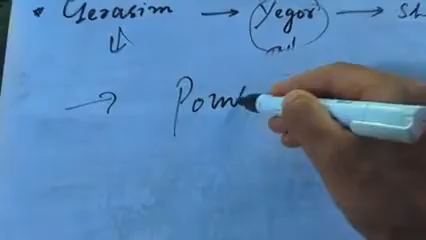 • Gerasim → Yegor → Sh
→ Pom